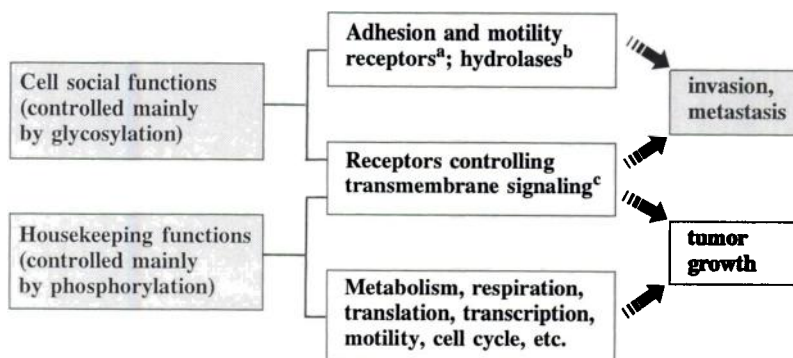 Adhesion and motility
receptorsᵃ; hydrolasesᵇ
Cell social functions
(controlled mainly
by glycosylation)
invasion,
metastasis
Receptors controlling
transmembrane signalingᶜ
Housekeeping functions
(controlled mainly
by phosphorylation)
tumor
growth
Metabolism, respiration,
translation, transcription,
motility, cell cycle, etc.